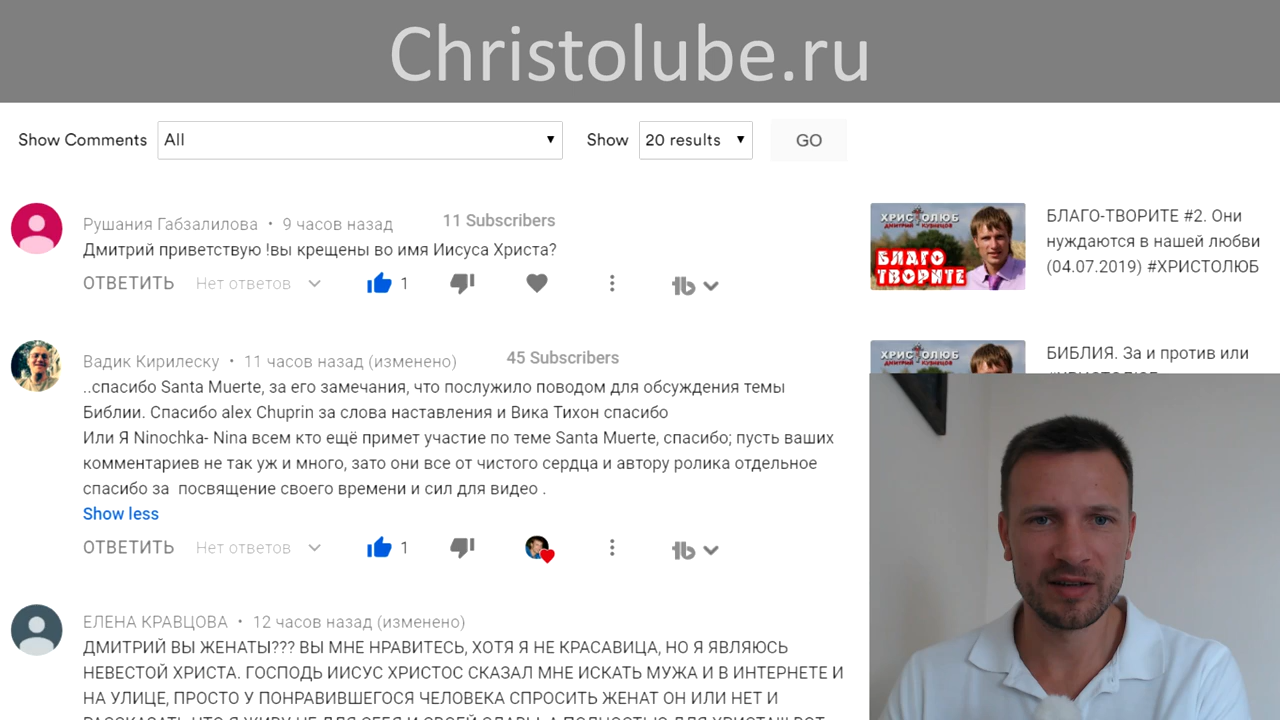 Christolube.ru
Show Comments All Show 20 results GO
Рушания Габзалилова • 9 часов назад 11 Subscribers
Дмитрий приветствую !вы крещены во имя Иисуса Христа?
ОТВЕТИТЬ Нет ответов 1
ХРИСТОЛЮБ
ДМИТРИЙ КУЗНЕЦОВ
БЛАГО
ТВОРИТЕ
БЛАГО-ТВОРИТЕ #2. Они
нуждаются в нашей любви
(04.07.2019) #ХРИСТОЛЮБ
Вадик Кирилеску • 11 часов назад (изменено) 45 Subscribers
..спасибо Santa Muerte, за его замечания, что послужило поводом для обсуждения темы
Библии. Спасибо alex Chuprin за слова наставления и Вика Тихон спасибо
Или Я Ninochka- Nina всем кто ещё примет участие по теме Santa Muerte, спасибо; пусть ваших
комментариев не так уж и много, зато они все от чистого сердца и автору ролика отдельное
спасибо за  посвящение своего времени и сил для видео .
Show less
ОТВЕТИТЬ Нет ответов 1
ХРИСТОЛЮБ
БИБЛИЯ. За и против или
ЕЛЕНА КРАВЦОВА • 12 часов назад (изменено)
ДМИТРИЙ ВЫ ЖЕНАТЫ??? ВЫ МНЕ НРАВИТЕСЬ, ХОТЯ Я НЕ КРАСАВИЦА, НО Я ЯВЛЯЮСЬ
НЕВЕСТОЙ ХРИСТА. ГОСПОДЬ ИИСУС ХРИСТОС СКАЗАЛ МНЕ ИСКАТЬ МУЖА И В ИНТЕРНЕТЕ И
НА УЛИЦЕ, ПРОСТО У ПОНРАВИВШЕГОСЯ ЧЕЛОВЕКА СПРОСИТЬ ЖЕНАТ ОН ИЛИ НЕТ И